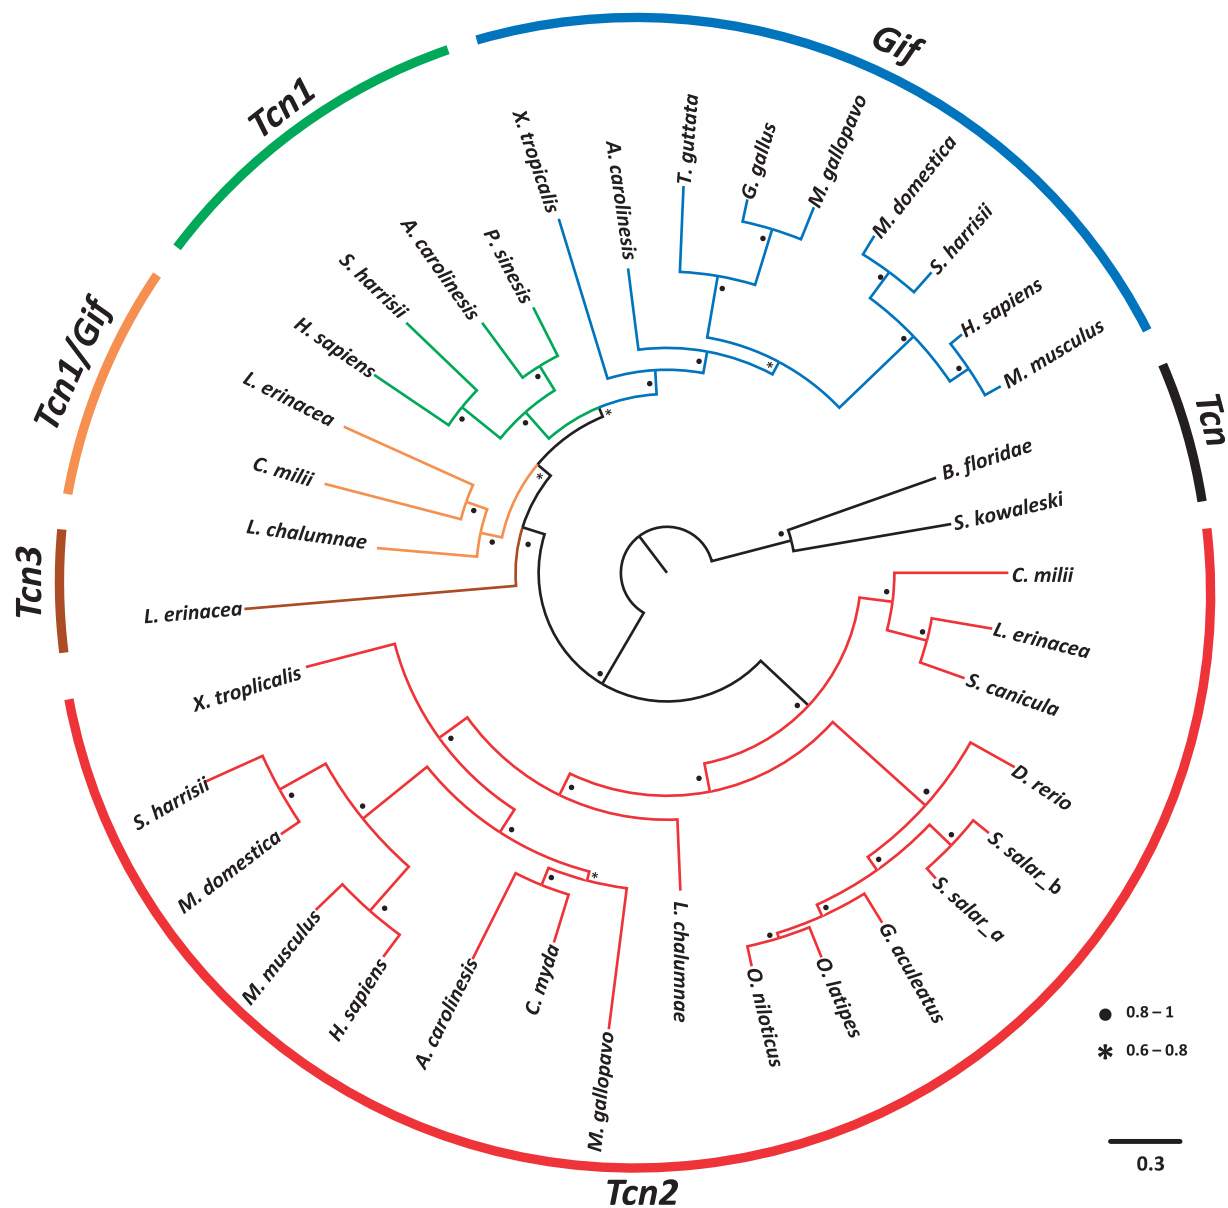 Gif
Tcn1
Tcn1/Gif
Tcn3
Tcn
Tcn2
X. tropicalis
A. carolinesis
T. guttata
G. gallus
M. gallopavo
M. domestica
S. harrisii
H. sapiens
M. musculus
B. floridae
S. kowaleski
C. milii
L. erinacea
S. canicula
D. rerio
S. salar_b
S. salar_a
G. aculeatus
O. latipes
O. niloticus
L. chalumnae
M. gallopavo
C. myda
A. carolinesis
H. sapiens
M. musculus
M. domestica
S. harrisii
X. troplicalis
L. erinacea
L. chalumnae
C. milii
L. erinacea
H. sapiens
S. harrisii
A. carolinesis
P. sinesis
● 0.8 – 1
* 0.6 – 0.8
0.3